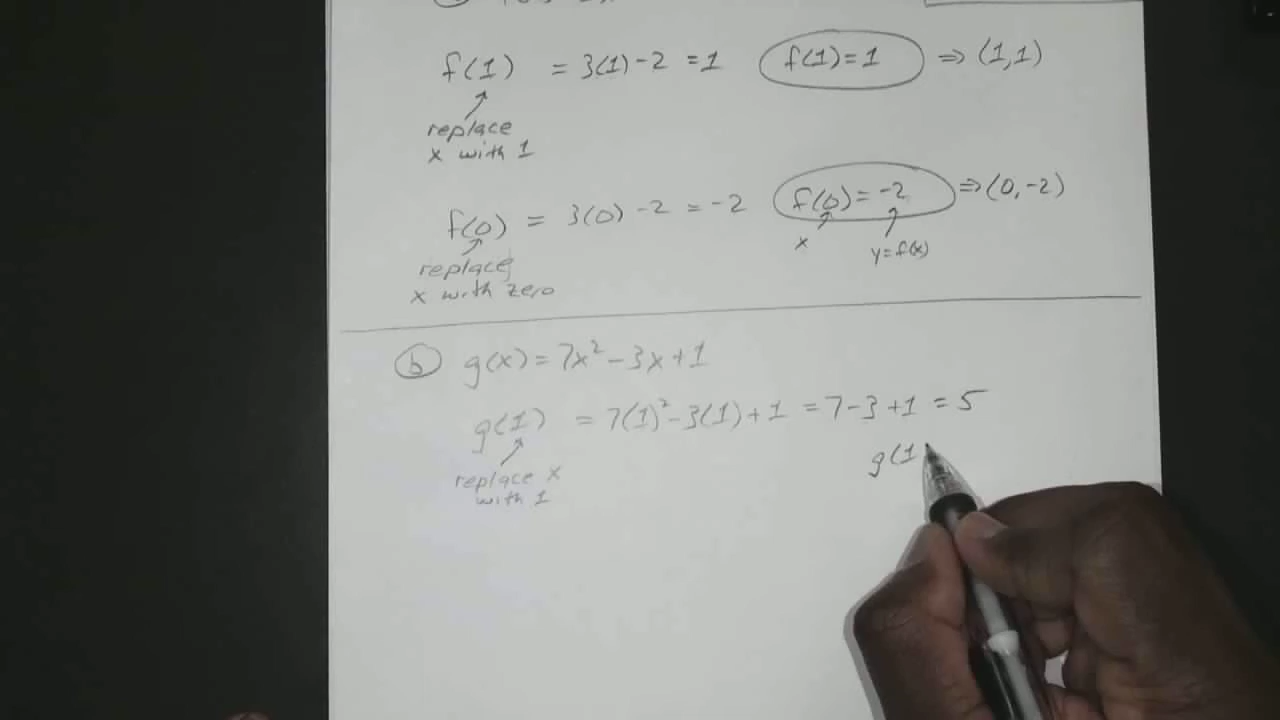 f(1) = 3(1)-2 = 1 f(1)=1 ⇒ (1,1)
replace
x with 1
f(0) = 3(0)-2 = -2 f(0)=-2 ⇒ (0,-2)
x y=f(x)
replace
x with zero
b g(x) = 7x² - 3x + 1
g(1) = 7(1)² - 3(1) + 1 = 7-3+1 = 5
g(1
replace x
with 1